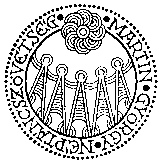 MARTIN • GYÖRGY • NÉPTÁNCSZÖVETSÉG •